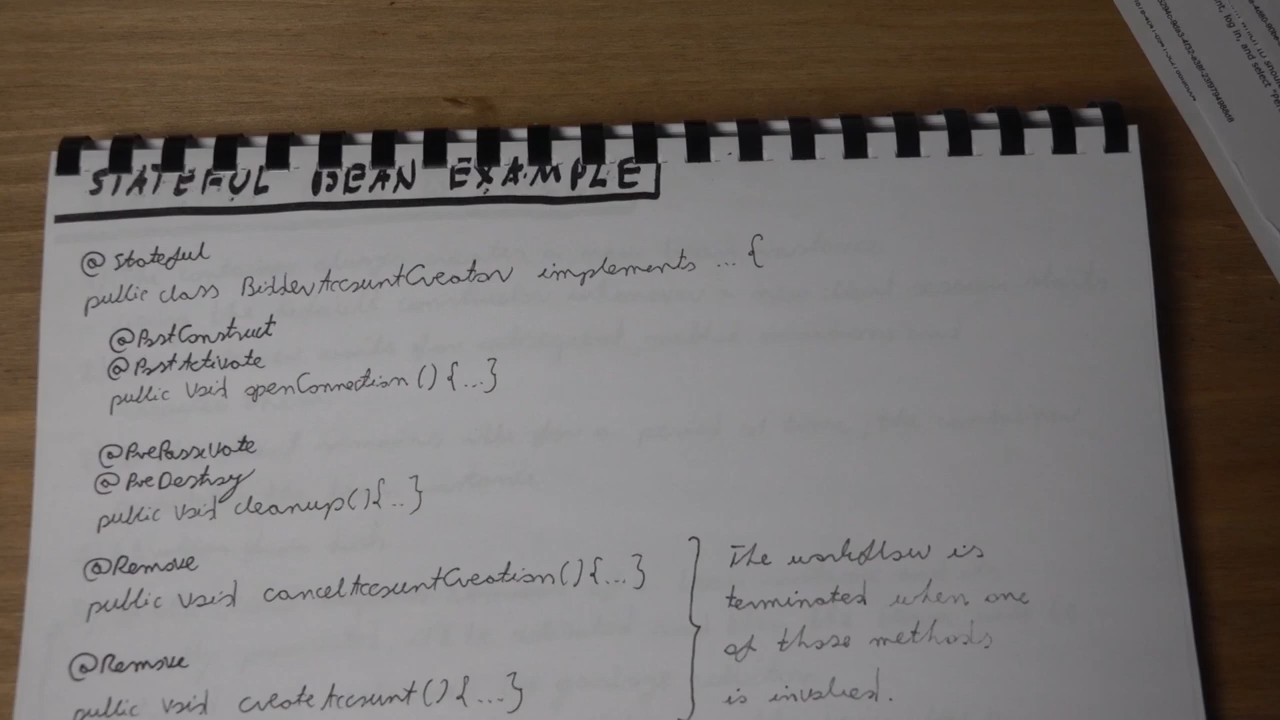 STATEFUL BEAN EXAMPLE
@Stateful
public class BidderAccountCreator implements ... {
@PostConstruct
@PostActivate
public void openConnection(){...}
@PrePassivate
@PreDestroy
public void cleanup(){..}
@Remove
public void cancelAccountCreation(){...}
@Remove
public void createAccount(){...}
The workflow is
terminated when one
of those methods
is invoked.